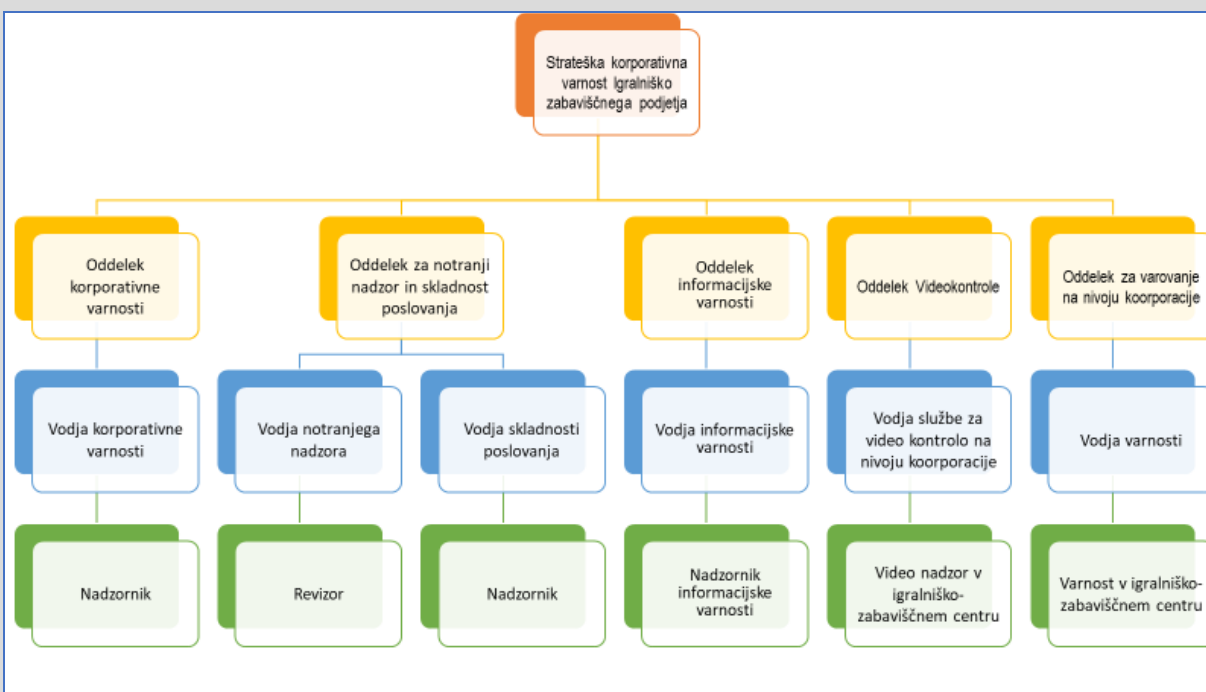 Strateška korporativna
varnost Igralniško
zabaviščnega podjetja
Oddelek
korporativne
varnosti
Oddelek za notranji
nadzor in skladnost
poslovanja
Oddelek
informacijske
varnosti
Oddelek Videokontrole
Oddelek za varovanje
na nivoju koorporacije
Vodja korporativne
varnosti
Vodja notranjega
nadzora
Vodja skladnosti
poslovanja
Vodja informacijske
varnosti
Vodja službe za
video kontrolo na
nivoju koorporacije
Vodja varnosti
Nadzornik
Revizor
Nadzornik
Nadzornik
informacijske
varnosti
Video nadzor v
igralniško-
zabaviščnem centru
Varnost v igralniško-
zabaviščnem centru